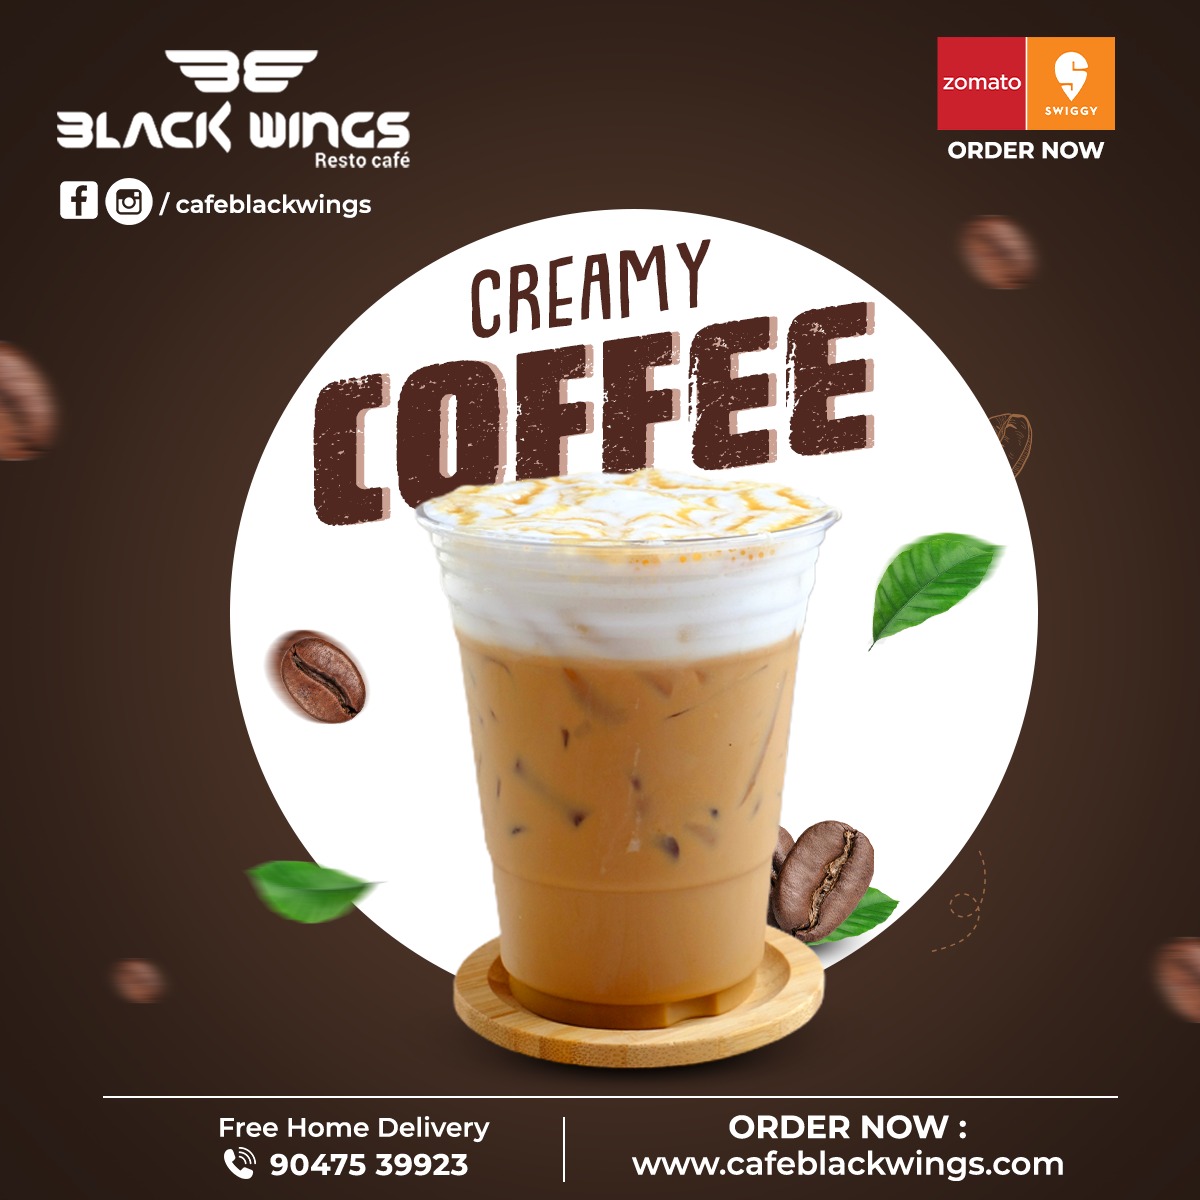 BLACK WINGS
Resto café
/ cafeblackwings
zomato
SWIGGY
ORDER NOW
CREAMY
COFFEE
Free Home Delivery
90475 39923
ORDER NOW :
www.cafeblackwings.com